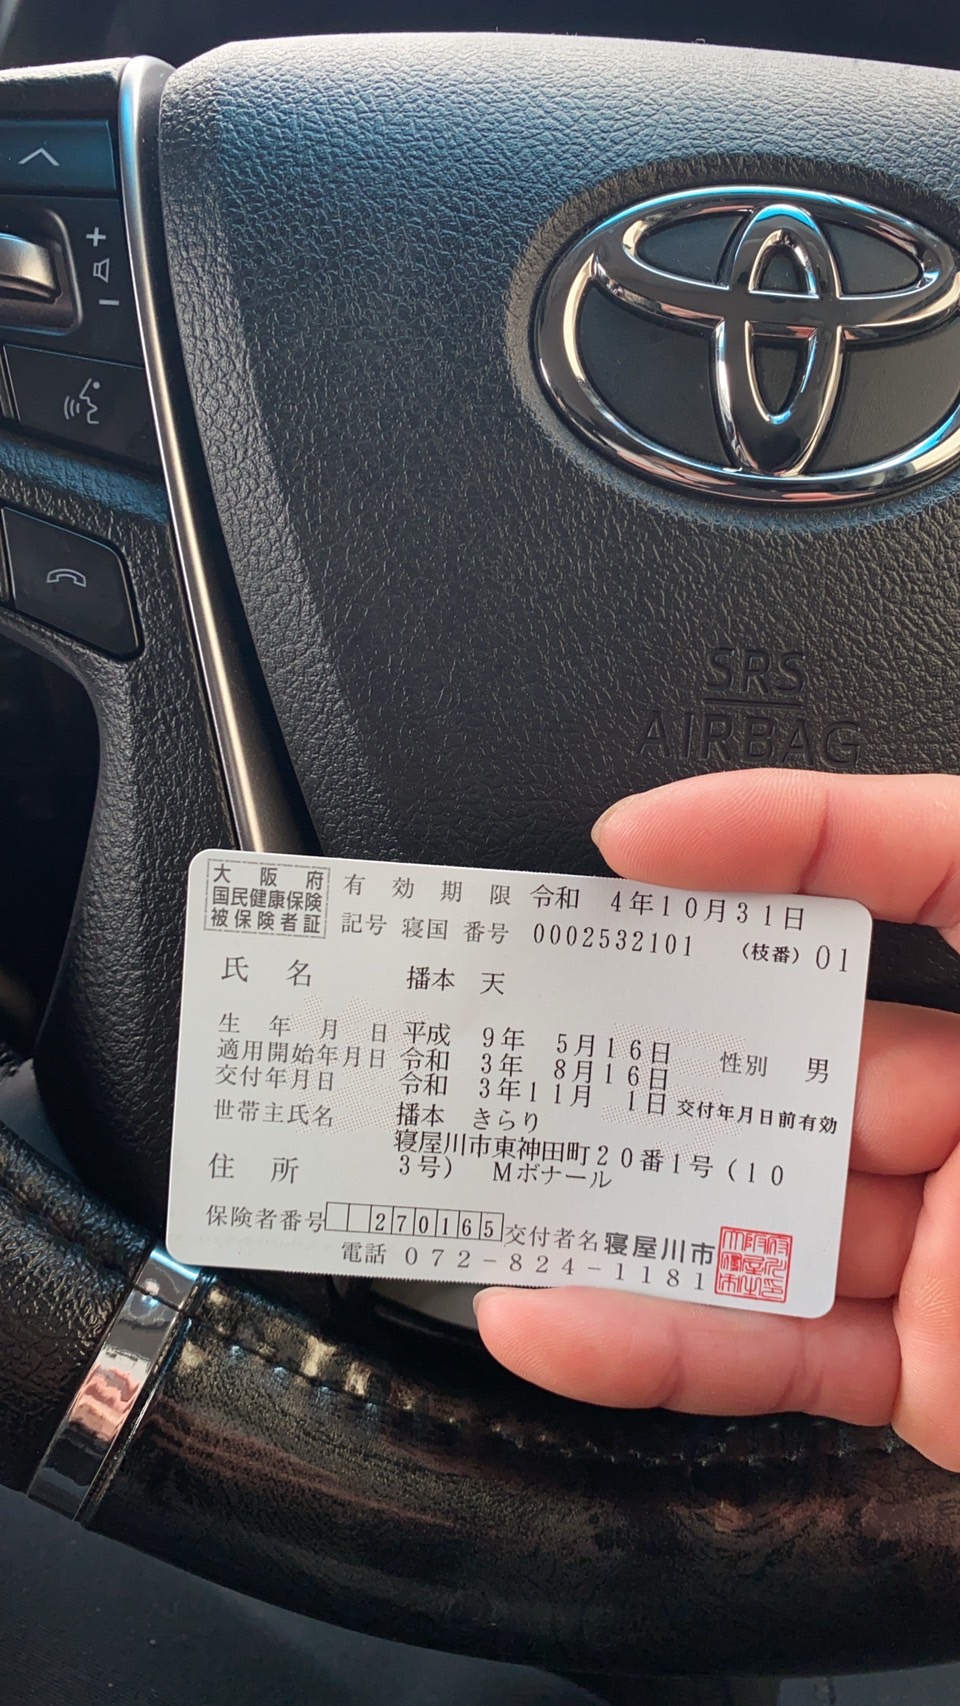 SRS
AIRBAG
大阪府
国民健康保険
被保険者証
有効期限 令和 4年10月31日
記号 寝国 番号 0002532101 (枝番) 01
氏名 播本 天
生年月日 平成 9年 5月16日 性別 男
適用開始年月日 令和 3年 8月16日
交付年月日 令和 3年11月 1日 交付年月日前有効
世帯主氏名 播本 きらり
住所 寝屋川市東神田町20番1号(10
3号) Mボナール
保険者番号 270165 交付者名 寝屋川市
電話 072-824-1181